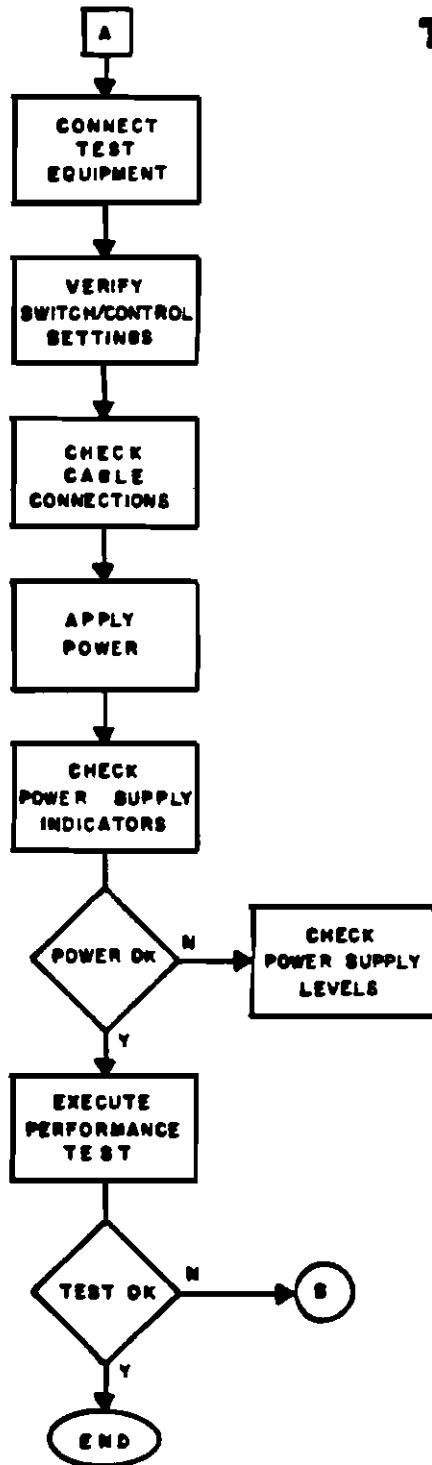 A
CONNECT
TEST
EQUIPMENT
VERIFY
SWITCH/CONTROL
SETTINGS
CHECK
CABLE
CONNECTIONS
APPLY
POWER
CHECK
POWER SUPPLY
INDICATORS
POWER OK
N
CHECK
POWER SUPPLY
LEVELS
Y
EXECUTE
PERFORMANCE
TEST
TEST OK
N
Y
END